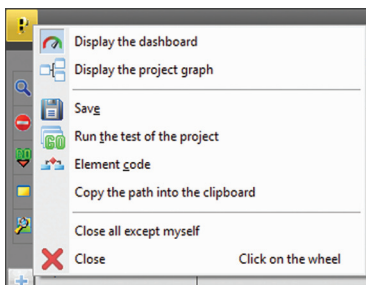 Display the dashboard
Display the project graph
Save
GO
Run the test of the project
Element code
Copy the path into the clipboard
Close all except myself
Close Click on the wheel